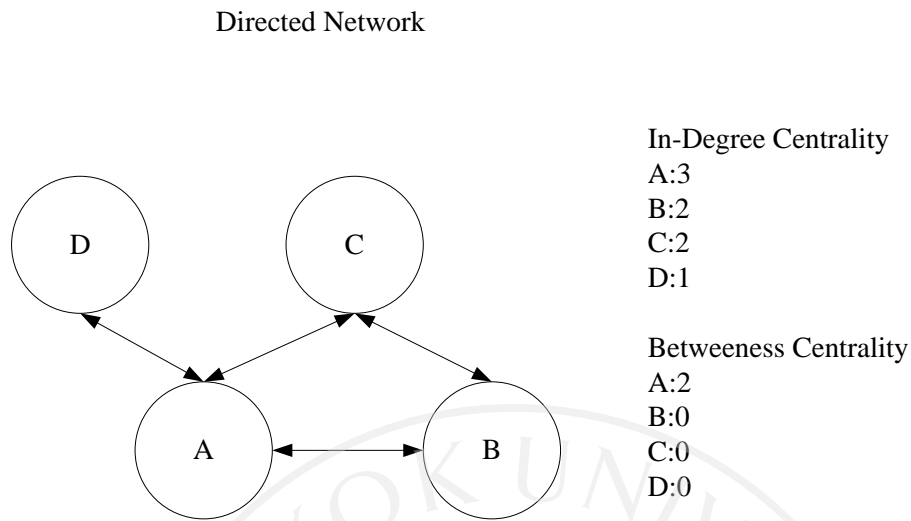 Directed Network
In-Degree Centrality
A:3
B:2
C:2
D:1
Betweeness Centrality
A:2
B:0
C:0
D:0
D
C
A
B